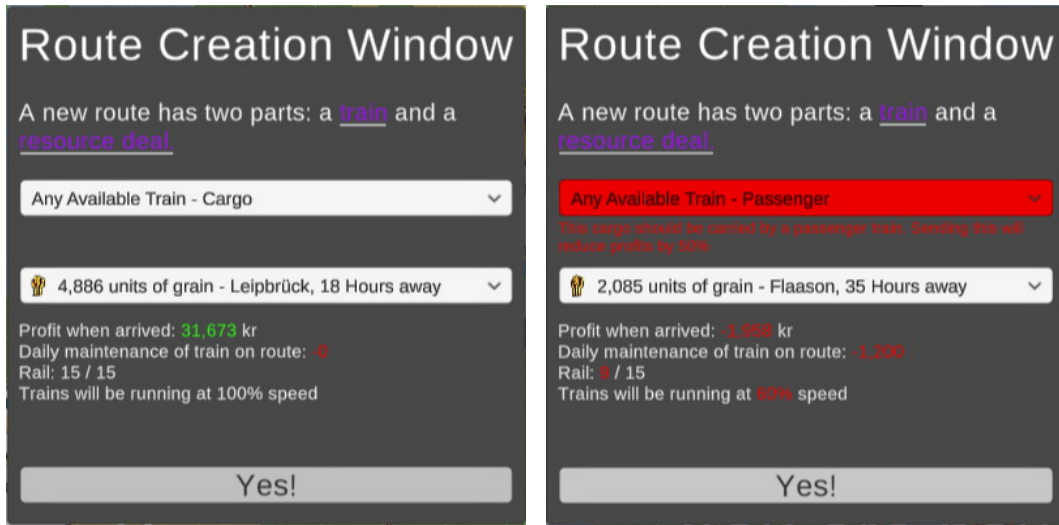 Route Creation Window
A new route has two parts: a train and a
resource deal.
Any Available Train - Cargo
4,886 units of grain - Leipbrück, 18 Hours away
Profit when arrived: 31,673 kr
Daily maintenance of train on route:
Rail: 15 / 15
Trains will be running at 100% speed
Yes!
Route Creation Window
A new route has two parts: a train and a
resource deal.
Any Available Train - Passenger
This cargo should be carried by a passenger train. Sending this will
reduce profits by 50%
2,085 units of grain - Flaason, 35 Hours away
Profit when arrived: kr
Daily maintenance of train on route: -1,200
Rail: 9 / 15
Trains will be running at speed
Yes!